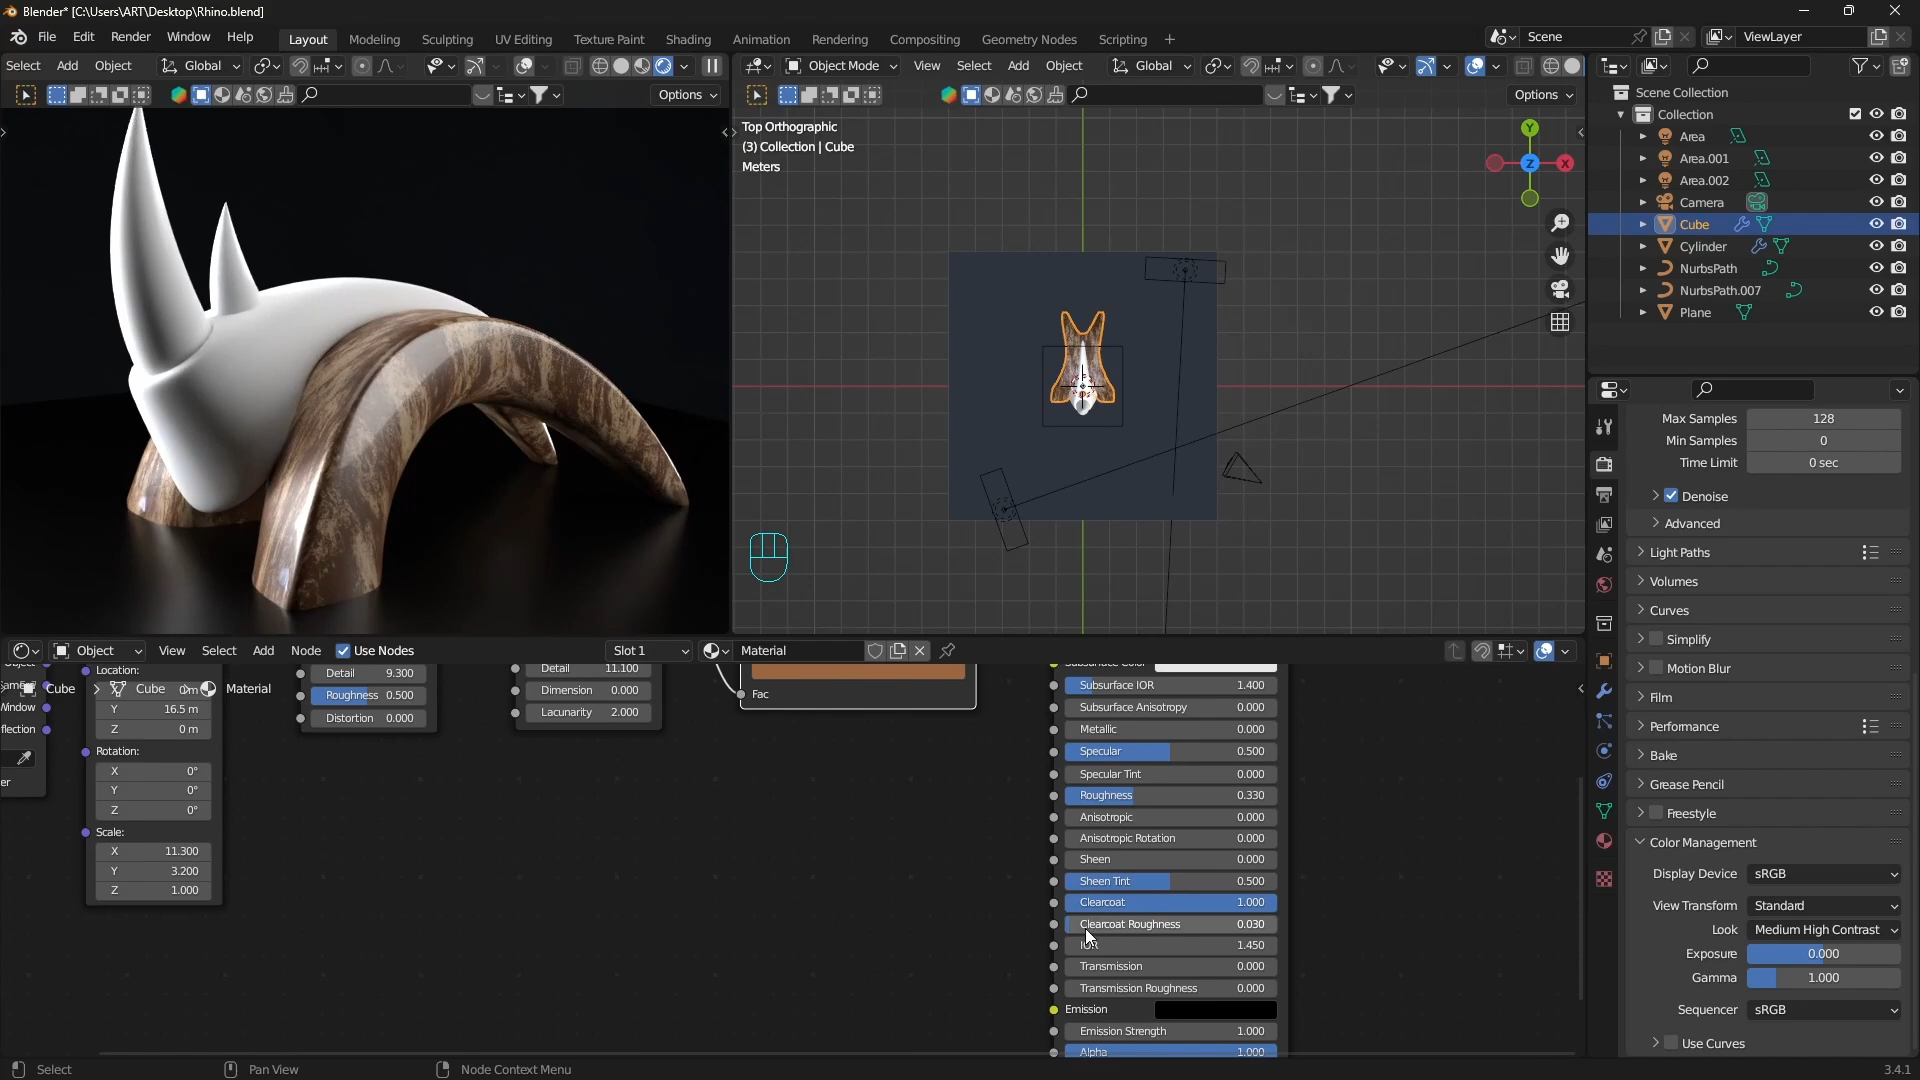 Blender* [C:\Users\ART\Desktop\Rhino.blend]
File Edit Render Window Help Layout Modeling Sculpting UV Editing Texture Paint Shading Animation Rendering Compositing Geometry Nodes Scripting + Scene ViewLayer
Select Add Object Global Object Mode View Select Add Object Global
Options Options
Top Orthographic
(3) Collection | Cube
Meters
Y
X
Z
Scene Collection
Collection
Area
Area.001
Area.002
Camera
Cube
Cylinder
NurbsPath
NurbsPath.007
Plane
Max Samples 128
Min Samples 0
Time Limit 0 sec
Denoise
Advanced
Light Paths
Volumes
Curves
Simplify
Motion Blur
Film
Performance
Bake
Grease Pencil
Freestyle
Color Management
Display Device sRGB
View Transform Standard
Look Medium High Contrast
Exposure 0.000
Gamma 1.000
Sequencer sRGB
Use Curves
Object View Select Add Node Object Use Nodes Slot 1 Material
Cube Cube Material
Window
flection
er
Location:
0m
Y 16.5 m
Z 0 m
Rotation:
X 0°
Y 0°
Z 0°
Scale:
X 11.300
Y 3.200
Z 1.000
Detail 9.300
Roughness 0.500
Distortion 0.000
Detail 11.100
Dimension 0.000
Lacunarity 2.000
Fac
Subsurface Color
Subsurface IOR 1.400
Subsurface Anisotropy 0.000
Metallic 0.000
Specular 0.500
Specular Tint 0.000
Roughness 0.330
Anisotropic 0.000
Anisotropic Rotation 0.000
Sheen 0.000
Sheen Tint 0.500
Clearcoat 1.000
Clearcoat Roughness 0.030
IOR 1.450
Transmission 0.000
Transmission Roughness 0.000
Emission
Emission Strength 1.000
Alpha 1.000
Select Pan View Node Context Menu 3.4.1